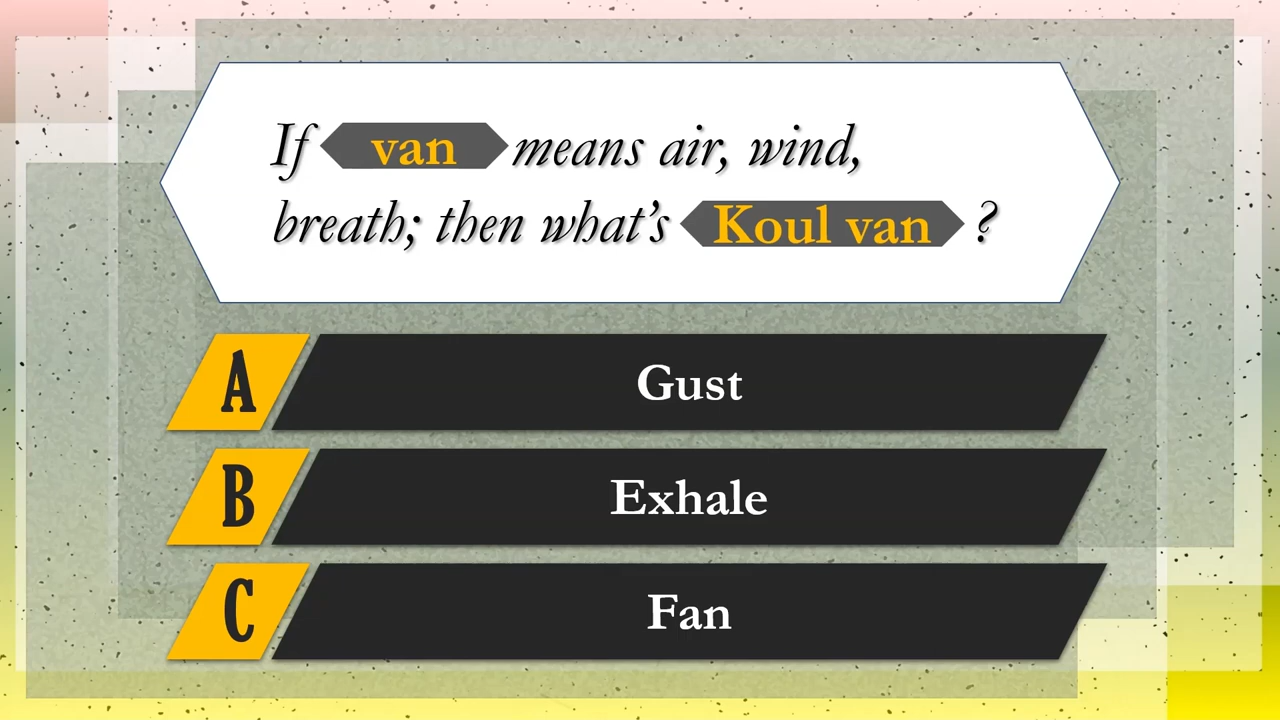 If van means air, wind,
breath; then what's Koul van ?
A Gust
B Exhale
C Fan